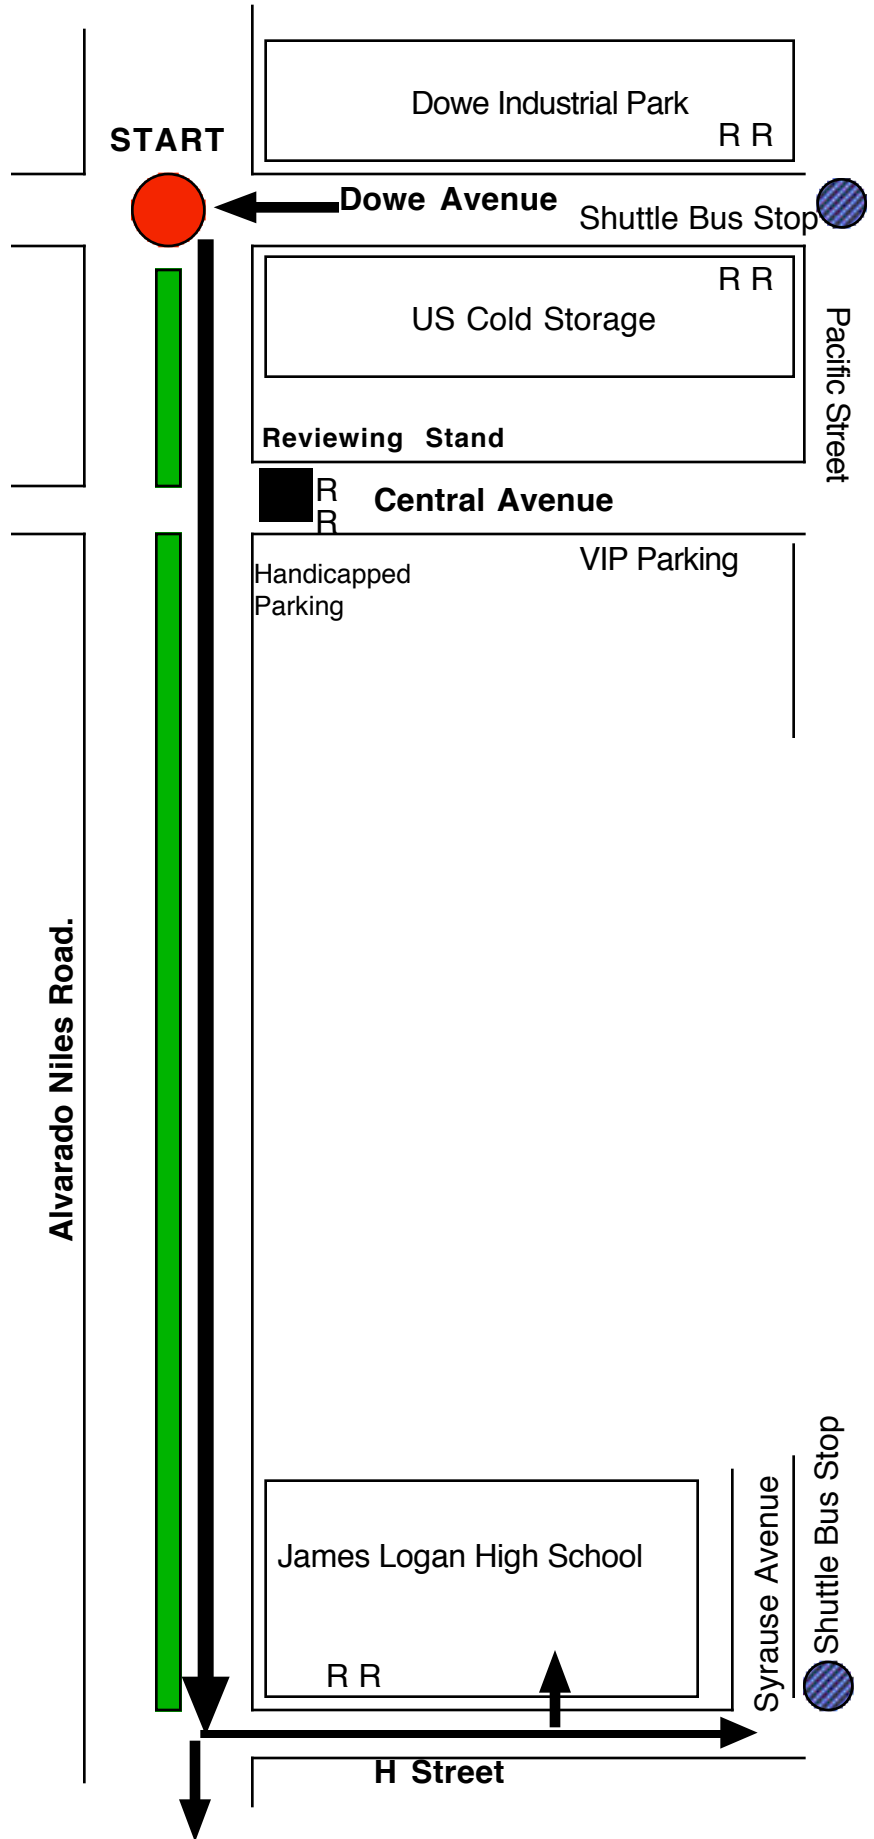 Dowe Industrial Park
R R
START
Dowe Avenue
Shuttle Bus Stop
R R
US Cold Storage
Pacific Street
Reviewing Stand
R
R
Central Avenue
VIP Parking
Handicapped
Parking
Alvarado Niles Road.
James Logan High School
R R
Syrause Avenue
Shuttle Bus Stop
H Street